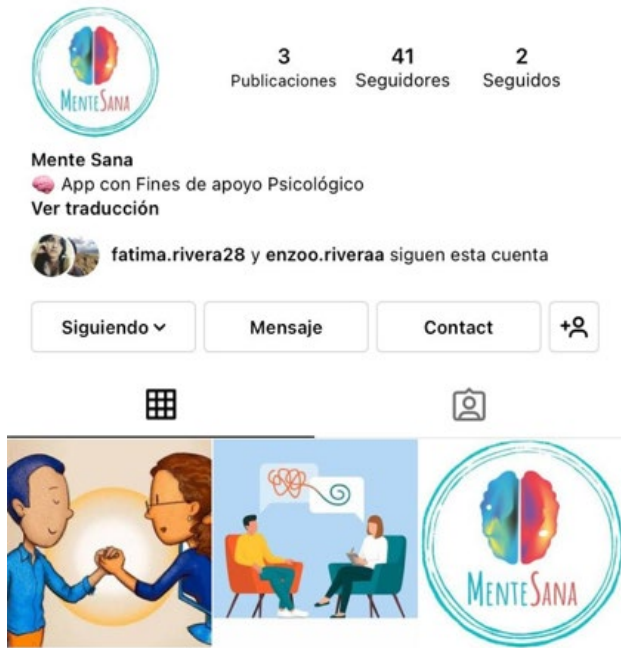 3
Publicaciones
41
Seguidores
2
Seguidos
MENTESANA
Mente Sana
🧠 App con Fines de apoyo Psicológico
Ver traducción
fatima.rivera28 y enzoo.riveraa siguen esta cuenta
Siguiendo
Mensaje
Contact
MENTESANA